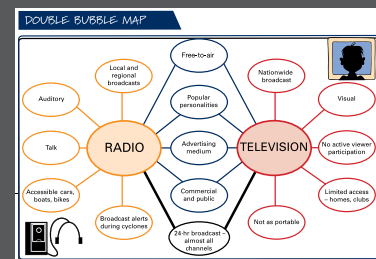 DOUBLE BUBBLE MAP
Free-to-air
Local and
regional
broadcasts
Nationwide
broadcast
Auditory
Popular
personalities
Visual
Talk
RADIO
Advertising
medium
TELEVISION
No active viewer
participation
Accessible cars,
boats, bikes
Commercial
and public
Limited access
– homes, clubs
Broadcast alerts
during cyclones
24-hr broadcast –
almost all
channels
Not as portable